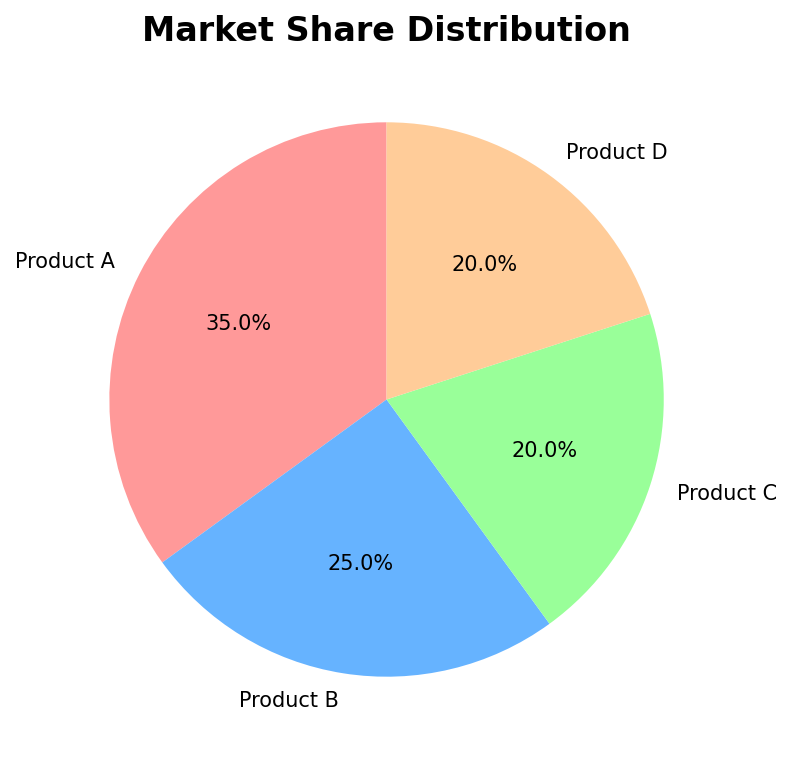 Market Share Distribution
Product D
Product A
20.0%
35.0%
20.0%
Product C
25.0%
Product B